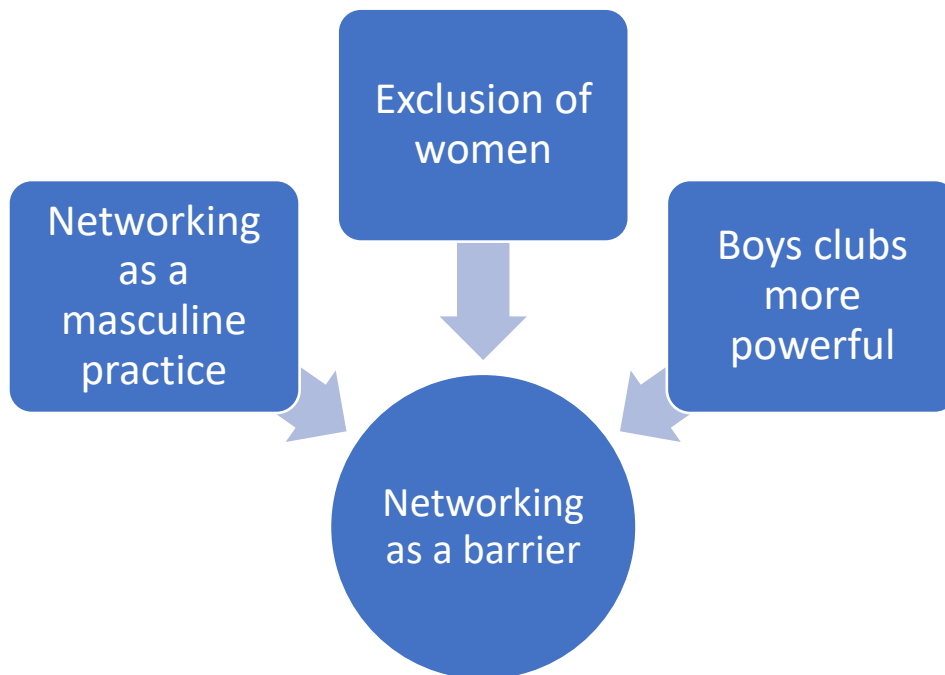 Exclusion of
women
Networking
as a
masculine
practice
Boys clubs
more
powerful
Networking
as a barrier